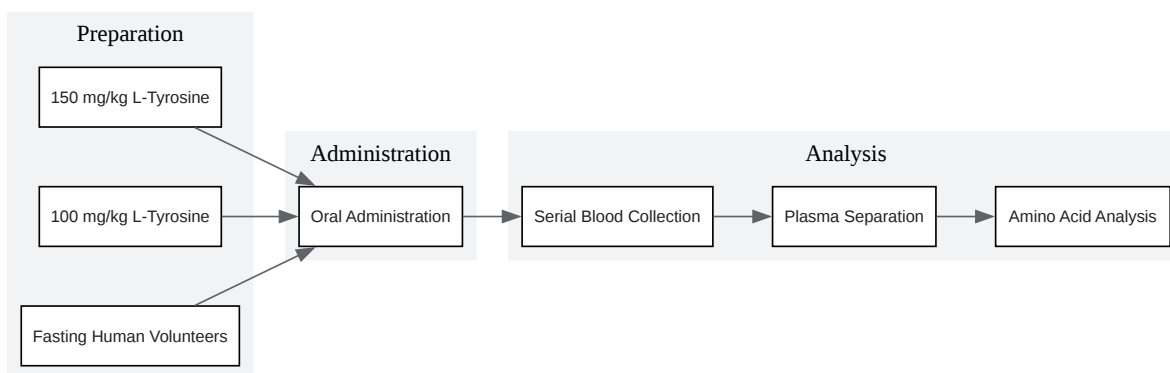 Preparation
150 mg/kg L-Tyrosine
100 mg/kg L-Tyrosine
Fasting Human Volunteers
Administration
Oral Administration
Analysis
Serial Blood Collection
Plasma Separation
Amino Acid Analysis